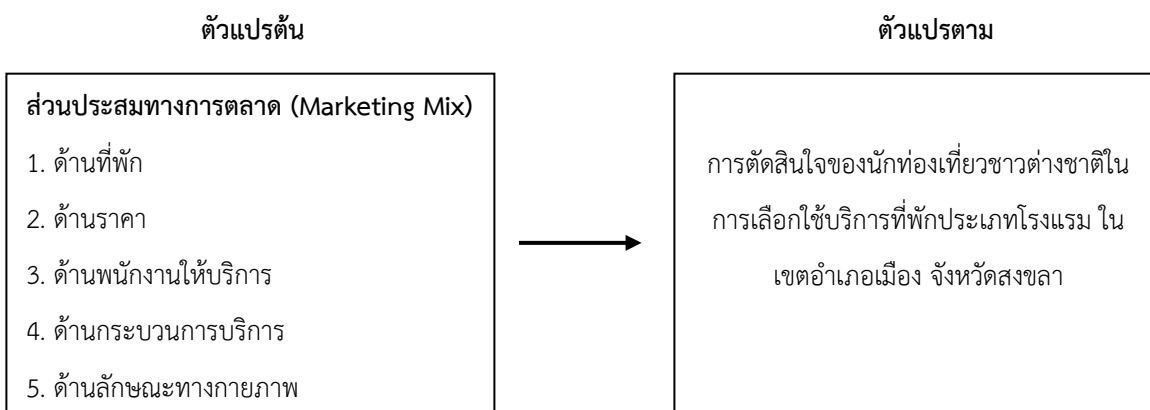 ตัวแปรต้น
ตัวแปรตาม
ส่วนประสมทางการตลาด (Marketing Mix)
1. ด้านที่พัก
2. ด้านราคา
3. ด้านพนักงานให้บริการ
4. ด้านกระบวนการบริการ
5. ด้านลักษณะทางกายภาพ
การตัดสินใจของนักท่องเที่ยวชาวต่างชาติใน
การเลือกใช้บริการที่พักประเภทโรงแรม ใน
เขตอำเภอเมือง จังหวัดสงขลา